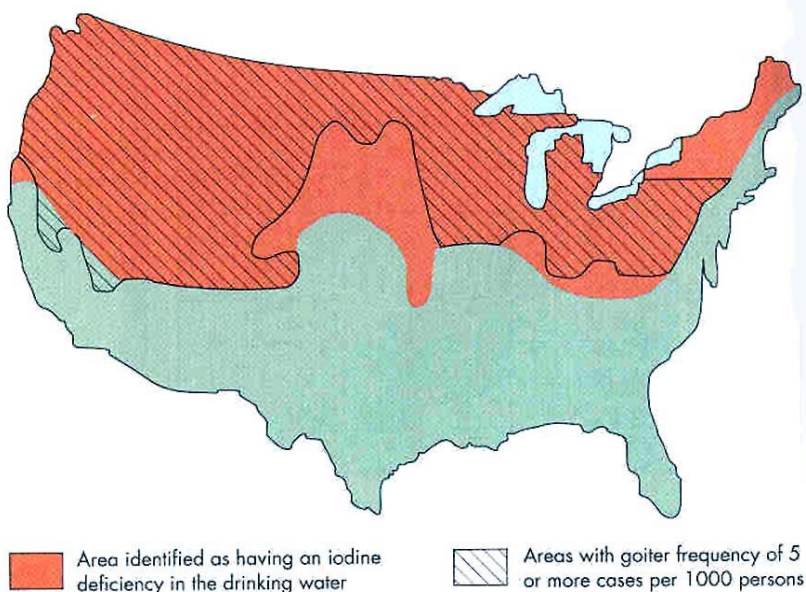 Area identified as having an iodine
deficiency in the drinking water
Areas with goiter frequency of 5
or more cases per 1000 persons